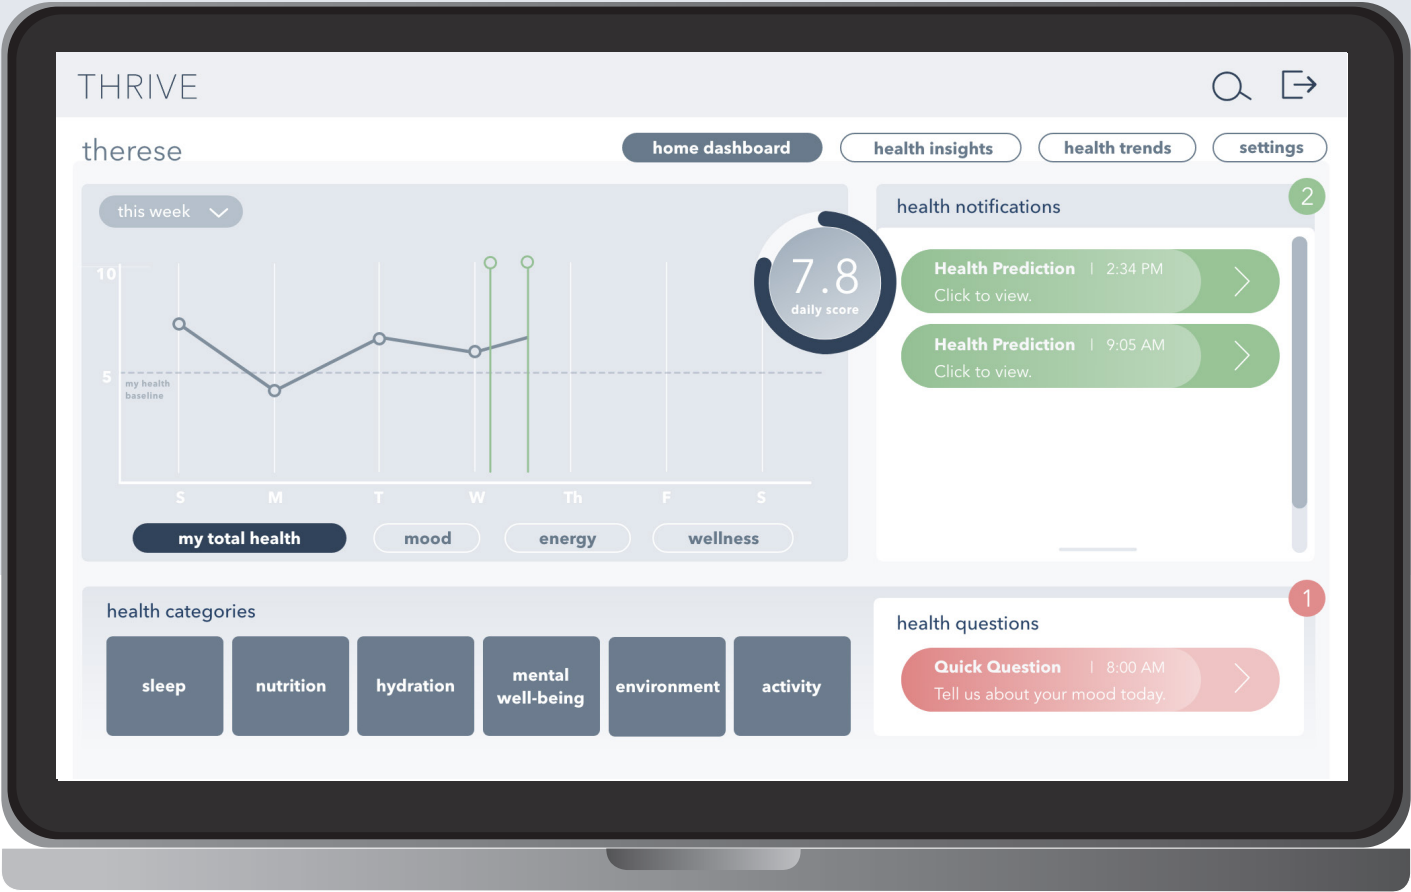 THRIVE
therese
home dashboard
health insights
health trends
settings
this week
10
5
my health
baseline
S
M
T
W
Th
F
S
7.8
daily score
my total health
mood
energy
wellness
health notifications
2
Health Prediction | 2:34 PM
Click to view.
Health Prediction | 9:05 AM
Click to view.
health categories
sleep
nutrition
hydration
mental
well-being
environment
activity
health questions
1
Quick Question | 8:00 AM
Tell us about your mood today.